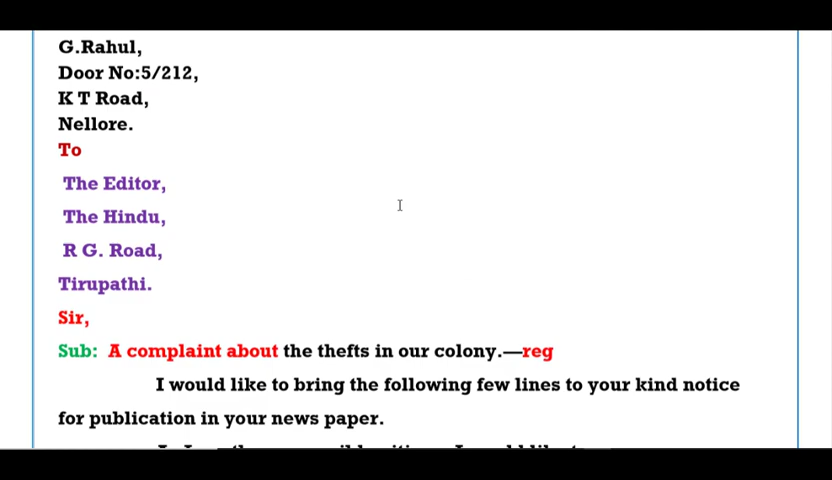 G.Rahul,
Door No:5/212,
K T Road,
Nellore.
To
The Editor,
The Hindu,
R G. Road,
Tirupathi.
Sir,
Sub: A complaint about the thefts in our colony.—reg
I would like to bring the following few lines to your kind notice
for publication in your news paper.